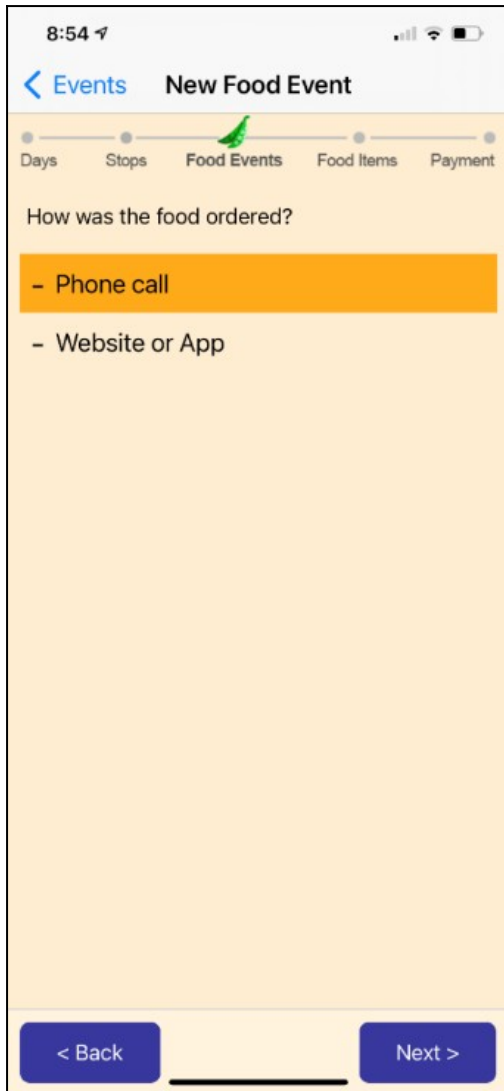 8:54
Events New Food Event
Days Stops Food Events Food Items Payment
How was the food ordered?
- Phone call
- Website or App
< Back Next >